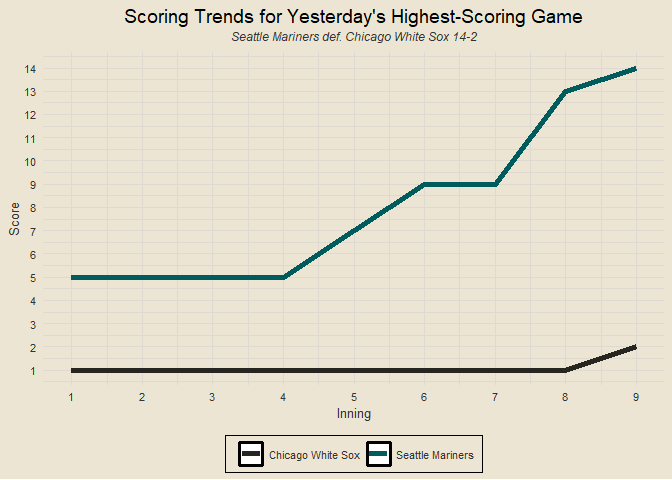 Scoring Trends for Yesterday's Highest-Scoring Game
Seattle Mariners def. Chicago White Sox 14-2
14
13
12
11
10
9
8
7
6
5
4
3
2
1
Score
1 2 3 4 5 6 7 8 9
Inning
Chicago White Sox Seattle Mariners